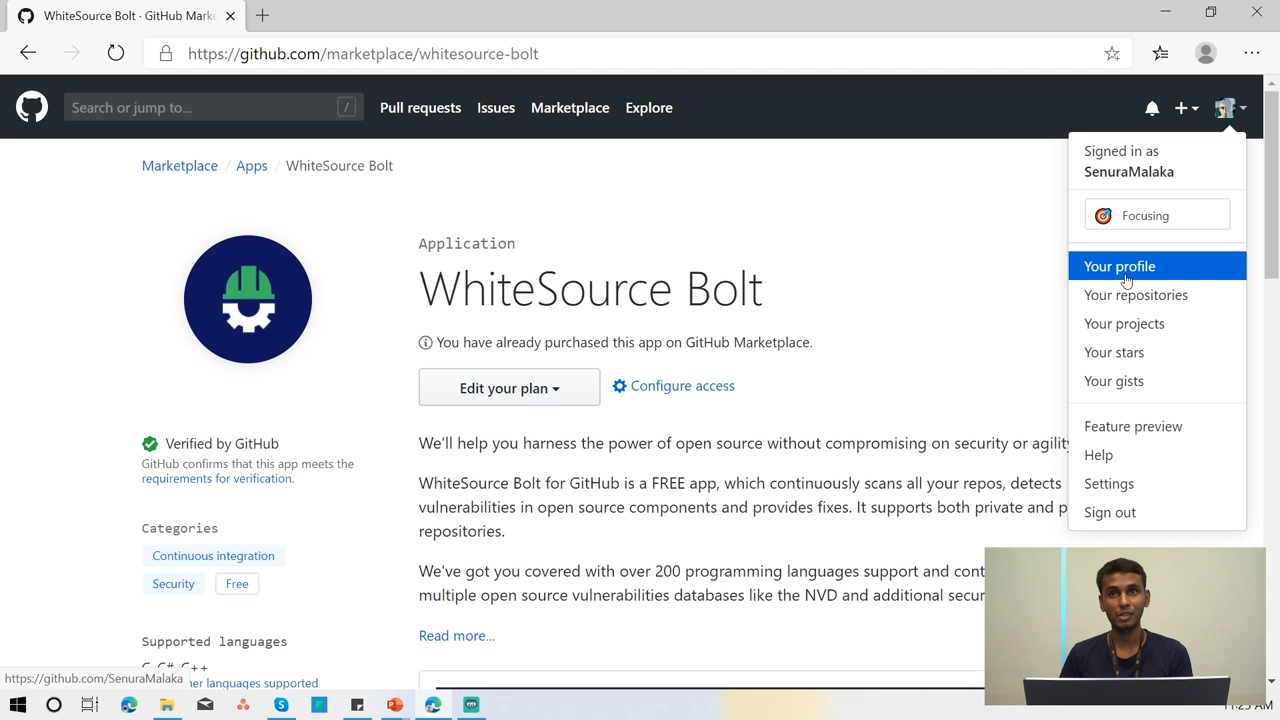 WhiteSource Bolt · GitHub Mark
https://github.com/marketplace/whitesource-bolt
Search or jump to...
/
Pull requests
Issues
Marketplace
Explore
Marketplace / Apps / WhiteSource Bolt
Signed in as
SenuraMalaka
Focusing
Your profile
Your repositories
Your projects
Your stars
Your gists
Feature preview
Help
Settings
Sign out
Application
WhiteSource Bolt
You have already purchased this app on GitHub Marketplace.
Edit your plan
Configure access
Verified by GitHub
GitHub confirms that this app meets the
requirements for verification.
Categories
Continuous integration
Security
Free
Supported languages
C, C#, C++
her languages supported
We'll help you harness the power of open source without compromising on security or agility
WhiteSource Bolt for GitHub is a FREE app, which continuously scans all your repos, detects
vulnerabilities in open source components and provides fixes. It supports both private and p
repositories.
We've got you covered with over 200 programming languages support and cont
multiple open source vulnerabilities databases like the NVD and additional secur
Read more...
https://github.com/SenuraMalaka
11:25 AM